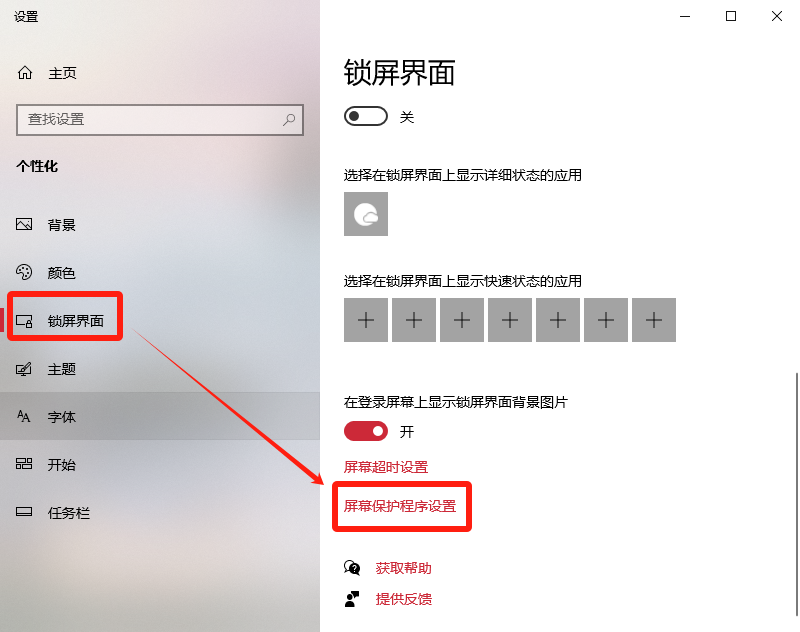 设置
主页
查找设置
个性化
背景
颜色
锁屏界面
主题
字体
开始
任务栏
锁屏界面
关
选择在锁屏界面上显示详细状态的应用
选择在锁屏界面上显示快速状态的应用
在登录屏幕上显示锁屏界面背景图片
开
屏幕超时设置
屏幕保护程序设置
获取帮助
提供反馈